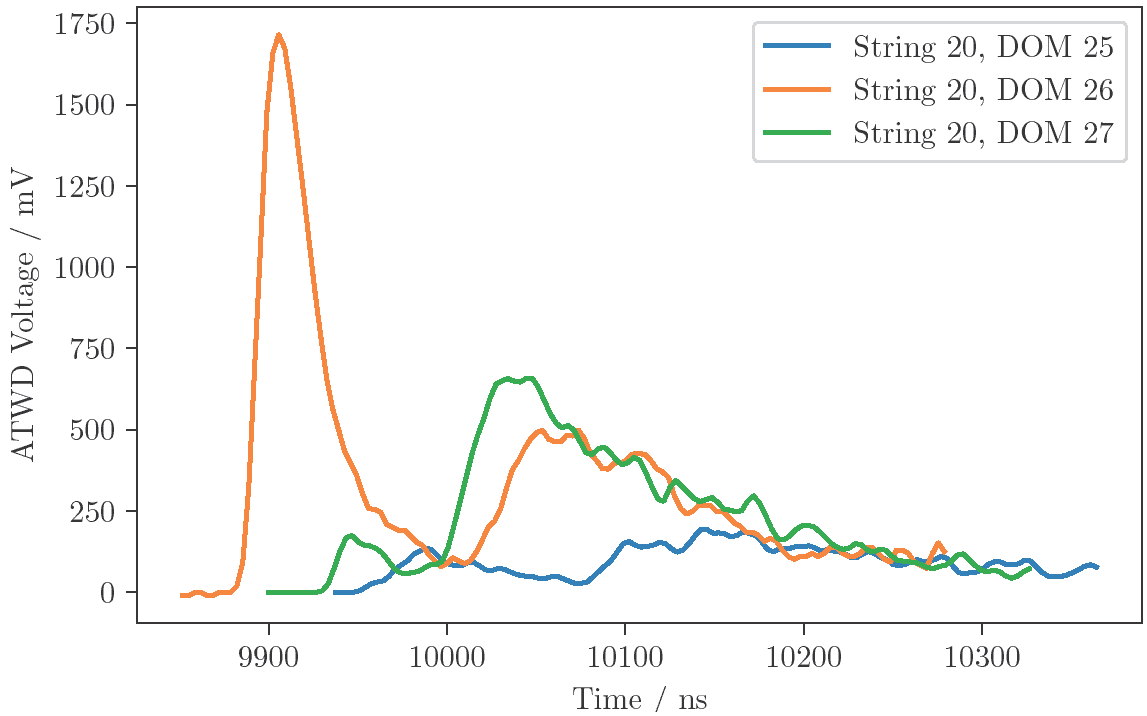 1750
1500
1250
1000
750
500
250
0
ATWD Voltage / mV
String 20, DOM 25
String 20, DOM 26
String 20, DOM 27
9900
10000
10100
10200
10300
Time / ns